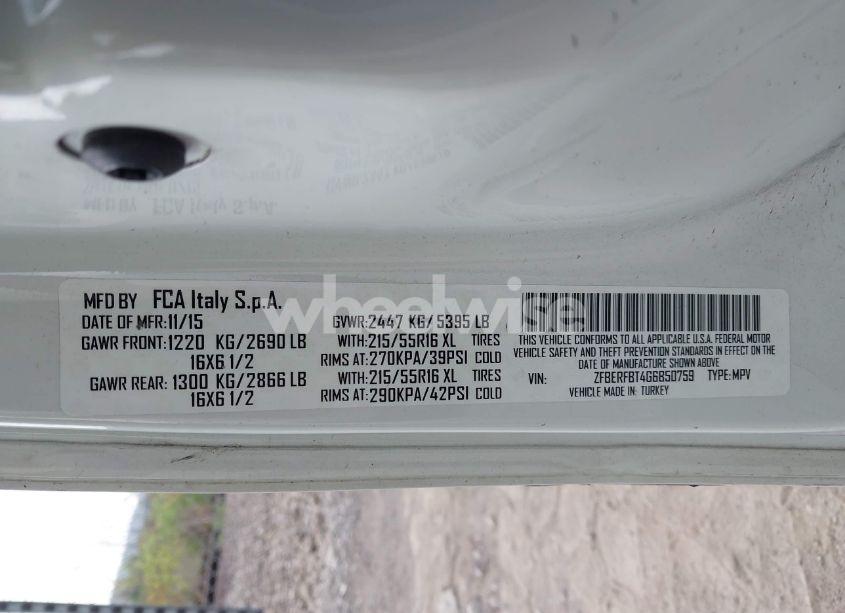 MFD BY FCA Italy S.p.A.
DATE OF MFR:11/15 GVWR:2447 KG/ 5395 LB
GAWR FRONT:1220 KG/2690 LB WITH:215/55R16 XL TIRES
16X6 1/2 RIMS AT:270KPA/39PSI COLD
GAWR REAR: 1300 KG/2866 LB WITH:215/55R16 XL TIRES
16X6 1/2 RIMS AT:290KPA/42PSI COLD
THIS VEHICLE CONFORMS TO ALL APPLICABLE U.S.A. FEDERAL MOTOR
VEHICLE SAFETY AND THEFT PREVENTION STANDARDS IN EFFECT ON THE
DATE OF MANUFACTURE SHOWN ABOVE
VIN: ZFBERFBT4G6B50759 TYPE:MPV
VEHICLE MADE IN: TURKEY
wheelwise